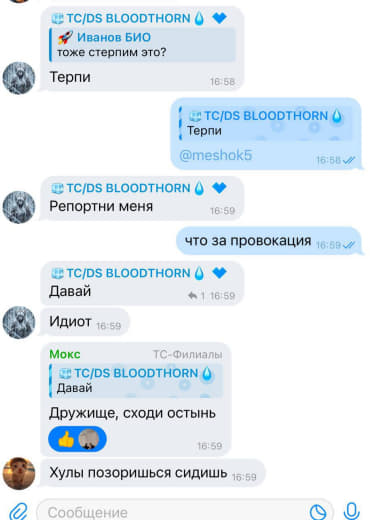 TC/DS BLOODTHORN
Иванов БИО
тоже стерпим это?
Терпи
16:58
TC/DS BLOODTHORN
Терпи
@meshok5
16:58
TC/DS BLOODTHORN
Репортни меня
16:59
что за провокация 16:59
TC/DS BLOODTHORN
Давай
1 16:59
Идиот 16:59
Мокс ТС-Филиалы
TC/DS BLOODTHORN
Давай
Дружище, сходи остынь
16:59
Хулы позоришься сидишь 16:59
Сообщение